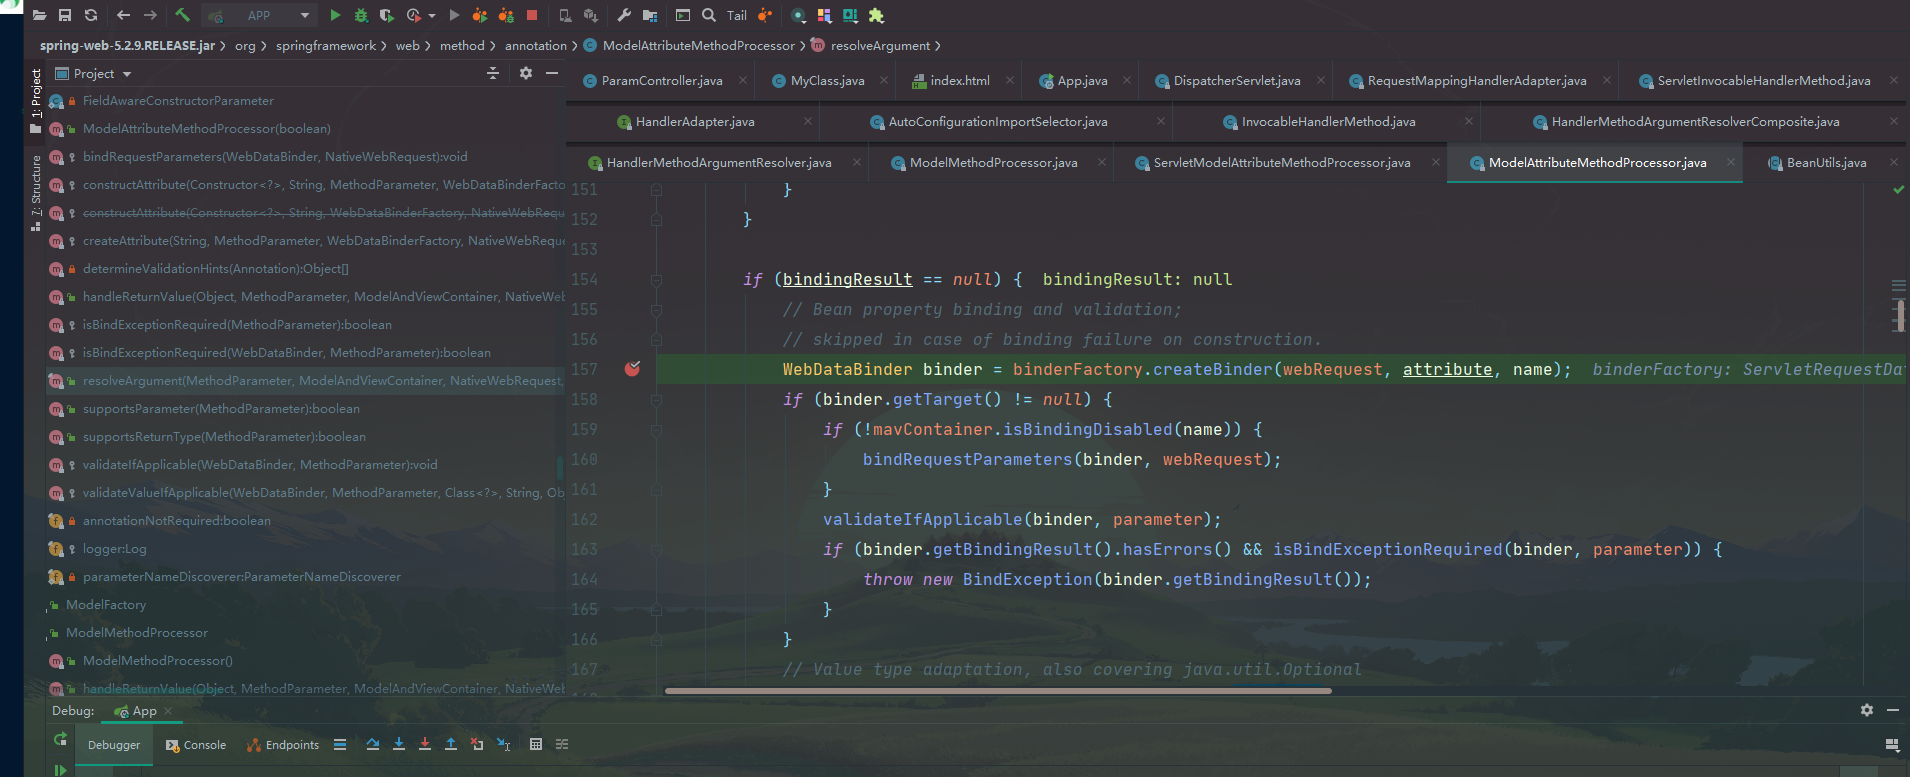 APP
Tail
spring-web-5.2.9.RELEASE.jar org springframework web method annotation ModelAttributeMethodProcessor resolveArgument
1: Project
7: Structure
Project
FieldAwareConstructorParameter
ModelAttributeMethodProcessor(boolean)
bindRequestParameters(WebDataBinder, NativeWebRequest):void
constructAttribute(Constructor<?>, String, MethodParameter, WebDataBinderFacto
constructAttribute(Constructor<?>, String, WebDataBinderFactory, NativeWebRequ
createAttribute(String, MethodParameter, WebDataBinderFactory, NativeWebReque
determineValidationHints(Annotation):Object[]
handleReturnValue(Object, MethodParameter, ModelAndViewContainer, NativeWeb
isBindExceptionRequired(MethodParameter):boolean
isBindExceptionRequired(WebDataBinder, MethodParameter):boolean
resolveArgument(MethodParameter, ModelAndViewContainer, NativeWebRequest,
supportsParameter(MethodParameter):boolean
supportsReturnType(MethodParameter):boolean
validateIfApplicable(WebDataBinder, MethodParameter):void
validateValueIfApplicable(WebDataBinder, MethodParameter, Class<?>, String, Ob
annotationNotRequired:boolean
logger:Log
parameterNameDiscoverer:ParameterNameDiscoverer
ModelFactory
ModelMethodProcessor
ModelMethodProcessor()
handleReturnValue(Object, MethodParameter, ModelAndViewContainer, NativeWeb
ParamController.java MyClass.java index.html App.java DispatcherServlet.java RequestMappingHandlerAdapter.java ServletInvocableHandlerMethod.java
HandlerAdapter.java AutoConfigurationImportSelector.java InvocableHandlerMethod.java HandlerMethodArgumentResolverComposite.java
HandlerMethodArgumentResolver.java ModelMethodProcessor.java ServletModelAttributeMethodProcessor.java ModelAttributeMethodProcessor.java BeanUtils.java
151 }
152 }
153
154 if (bindingResult == null) { bindingResult: null
155 // Bean property binding and validation;
156 // skipped in case of binding failure on construction.
157 WebDataBinder binder = binderFactory.createBinder(webRequest, attribute, name); binderFactory: ServletRequestDa
158 if (binder.getTarget() != null) {
159 if (!mavContainer.isBindingDisabled(name)) {
160 bindRequestParameters(binder, webRequest);
161 }
162 validateIfApplicable(binder, parameter);
163 if (binder.getBindingResult().hasErrors() && isBindExceptionRequired(binder, parameter)) {
164 throw new BindException(binder.getBindingResult());
165 }
166 }
167 // Value type adaptation, also covering java.util.Optional
Debug: App
Debugger Console Endpoints